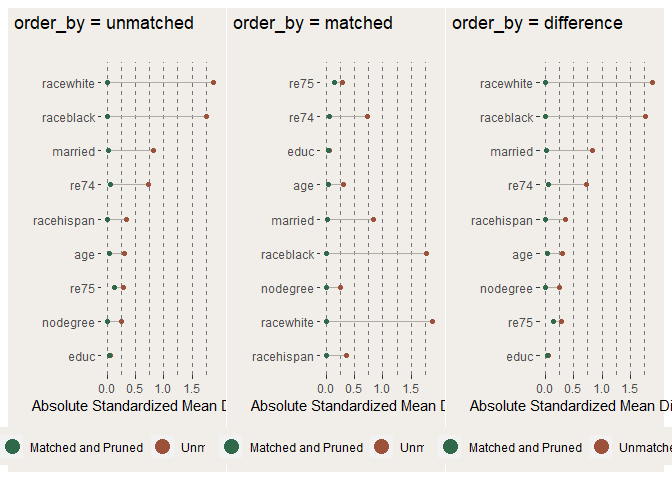 order_by = unmatched
racewhite
raceblack
married
re74
racehispan
age
re75
nodegree
educ
0.0 0.5 1.0 1.5
Absolute Standardized Mean D
Matched and Pruned Unm
order_by = matched
re75
re74
educ
age
married
raceblack
nodegree
racewhite
racehispan
0.0 0.5 1.0 1.5
Absolute Standardized Mean D
Matched and Pruned Unm
order_by = difference
racewhite
raceblack
married
re74
racehispan
age
nodegree
re75
educ
0.0 0.5 1.0 1.5
Absolute Standardized Mean Di
Matched and Pruned Unmatche